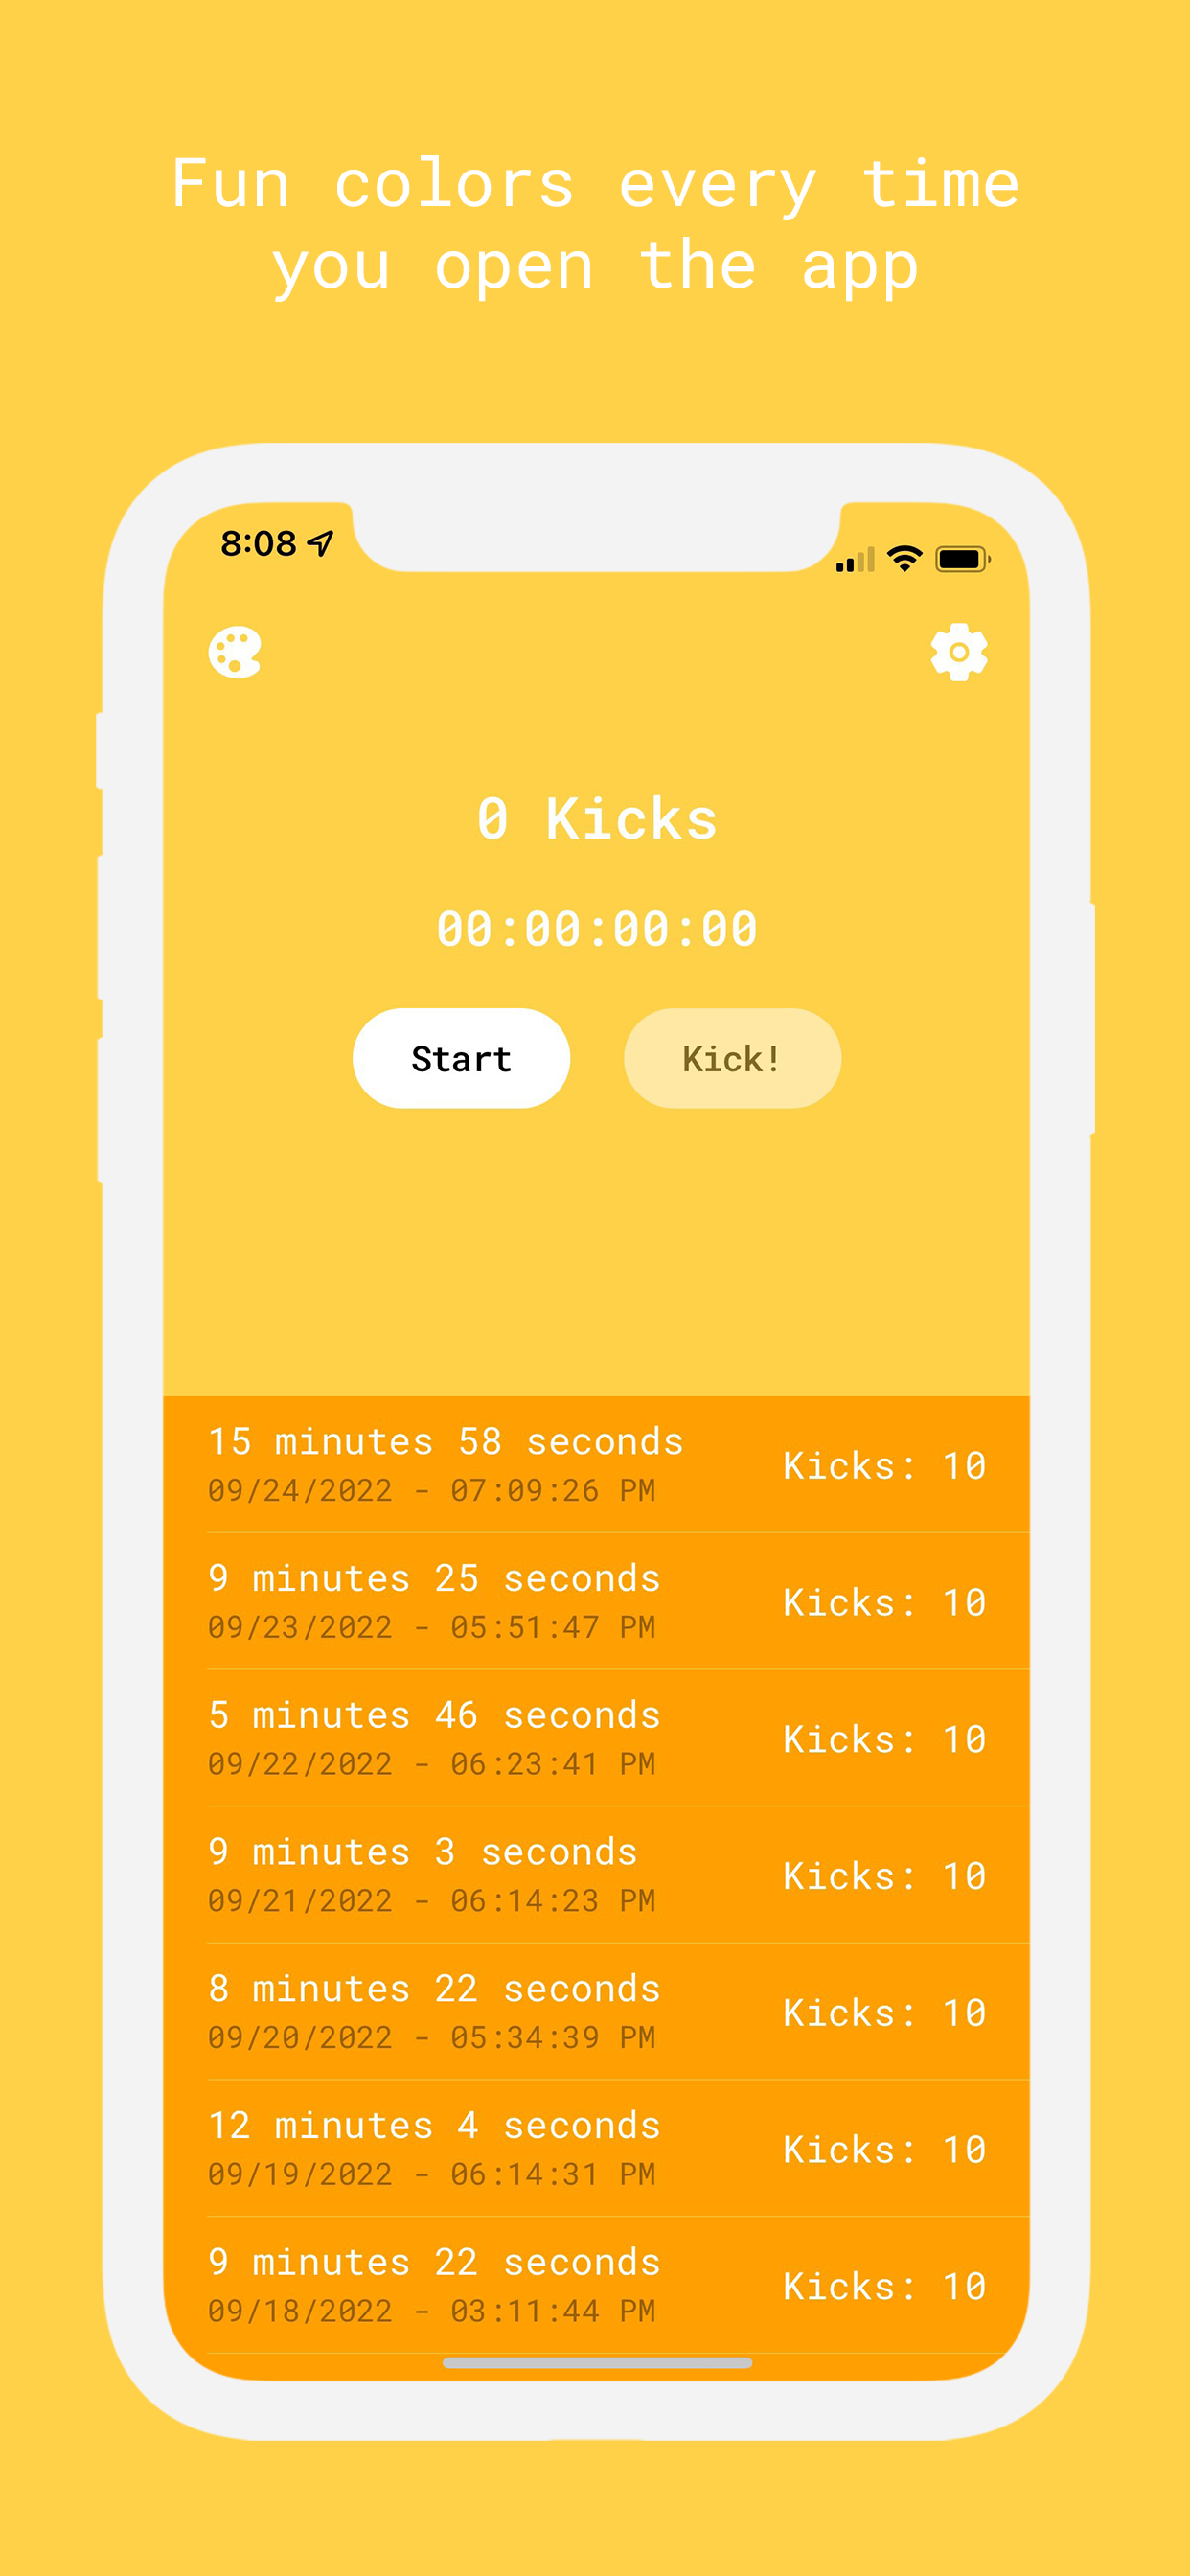 Fun colors every time
you open the app
8:08
0 Kicks
00:00:00:00
Start
Kick!
15 minutes 58 seconds
09/24/2022 - 07:09:26 PM
Kicks: 10
9 minutes 25 seconds
09/23/2022 - 05:51:47 PM
Kicks: 10
5 minutes 46 seconds
09/22/2022 - 06:23:41 PM
Kicks: 10
9 minutes 3 seconds
09/21/2022 - 06:14:23 PM
Kicks: 10
8 minutes 22 seconds
09/20/2022 - 05:34:39 PM
Kicks: 10
12 minutes 4 seconds
09/19/2022 - 06:14:31 PM
Kicks: 10
9 minutes 22 seconds
09/18/2022 - 03:11:44 PM
Kicks: 10